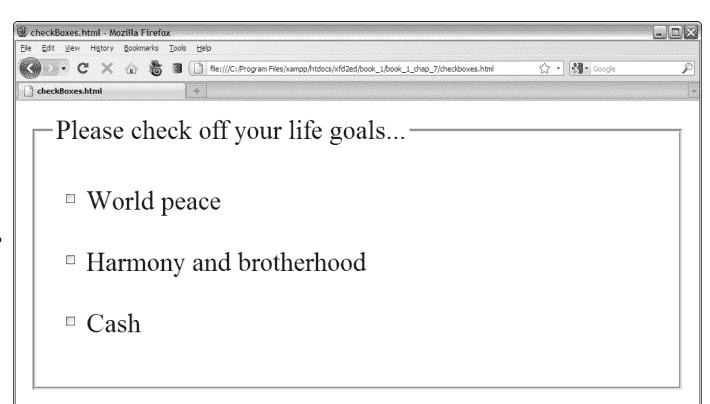 checkBoxes.html - Mozilla Firefox
File Edit View History Bookmarks Tools Help
file:///C:/Program Files/xampp/htdocs/xfd2ed/book_1/book_1_chap_7/checkboxes.html
Google
checkBoxes.html
Please check off your life goals...
World peace
Harmony and brotherhood
Cash